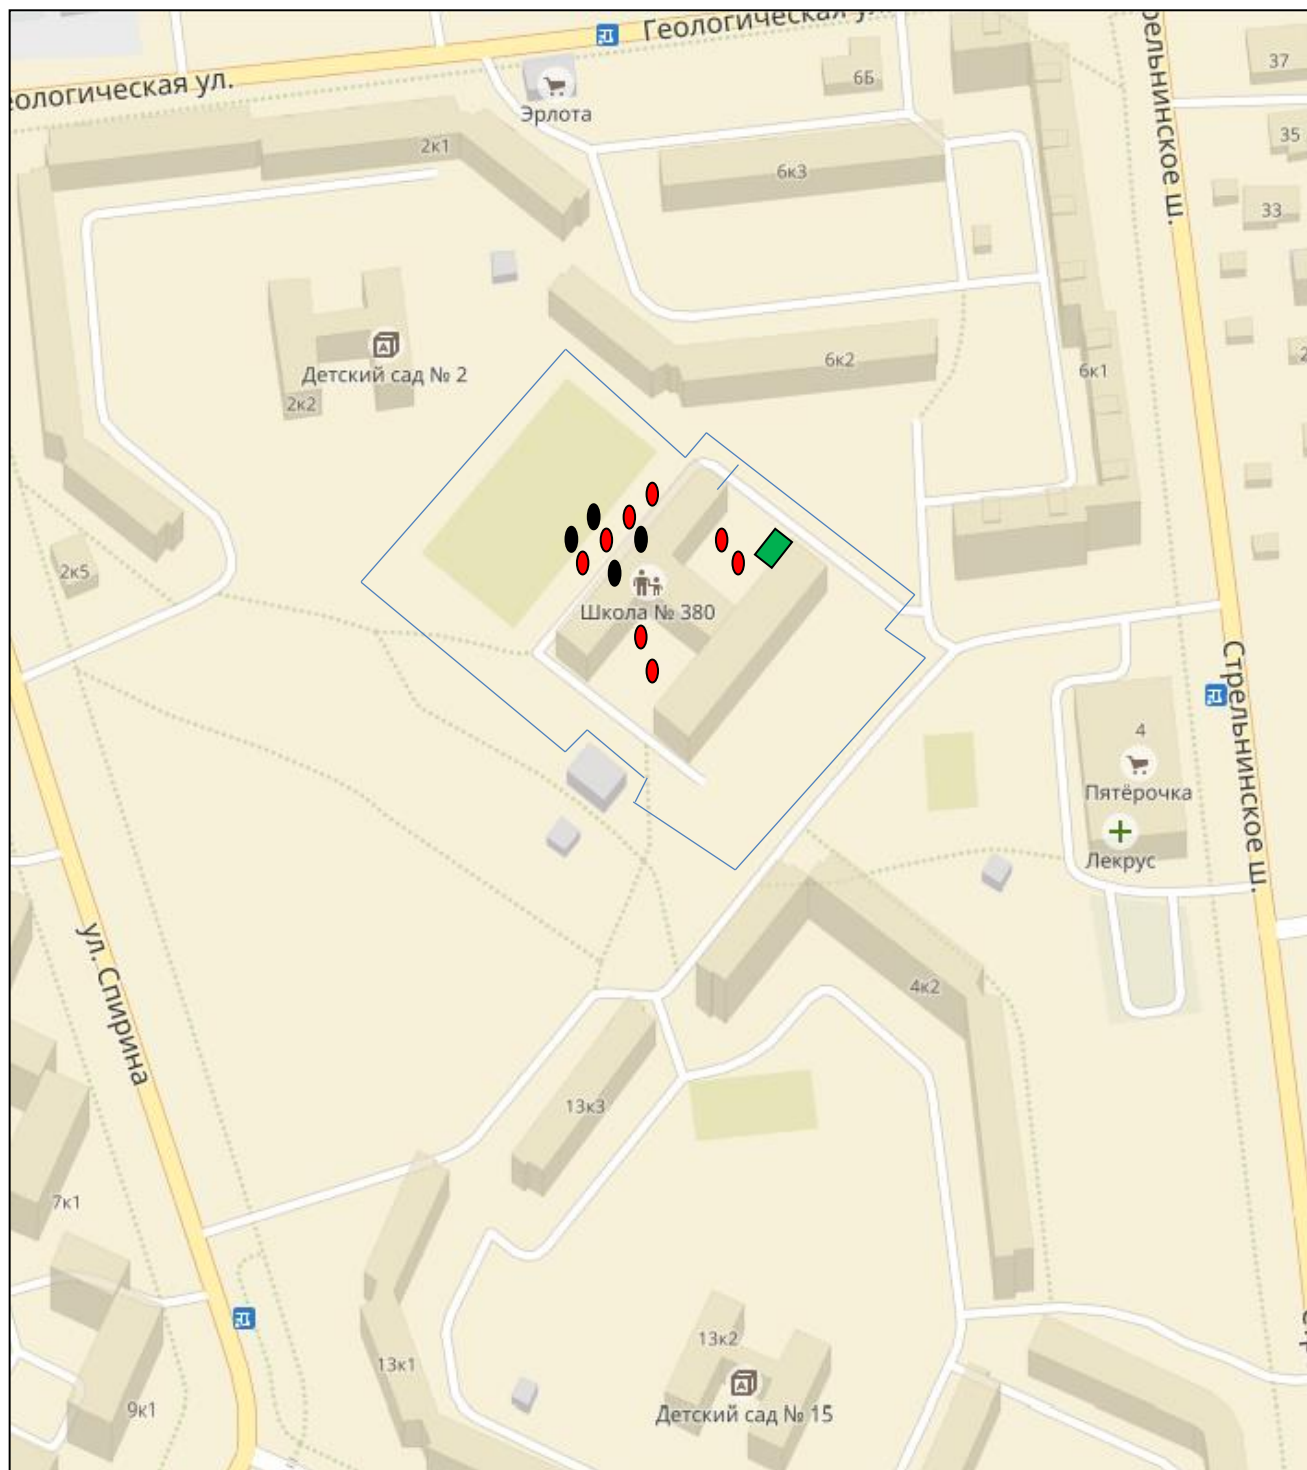 Геологическая ул.
еологическая ул.
Эрлота
6Б
рельнинское ш.
37
35
33
2к1
6к3
Детский сад № 2
2к2
6к2
6к1
2к5
Школа № 380
Стрельнинское ш.
4
Пятёрочка
Лекрус
ул. Спирина
4к2
13к3
7к1
13к2
13к1
Детский сад № 15
9к1